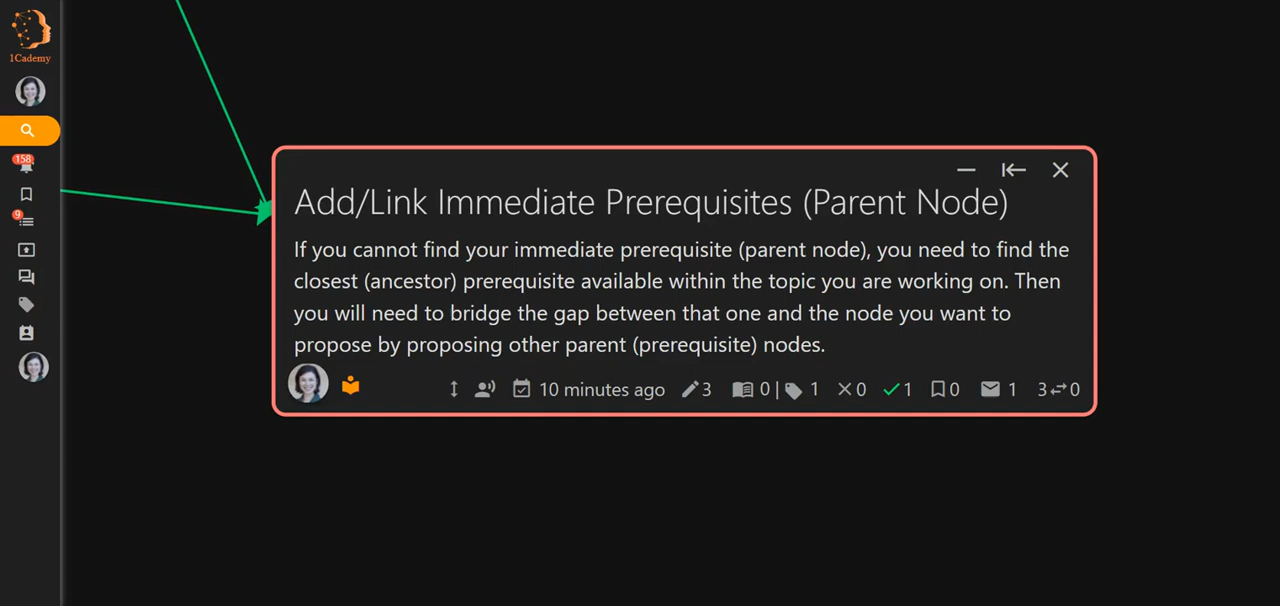 1Cademy
158
9
Add/Link Immediate Prerequisites (Parent Node)
If you cannot find your immediate prerequisite (parent node), you need to find the
closest (ancestor) prerequisite available within the topic you are working on. Then
you will need to bridge the gap between that one and the node you want to
propose by proposing other parent (prerequisite) nodes.
10 minutes ago 3 0 | 1 0 1 0 1 3 0